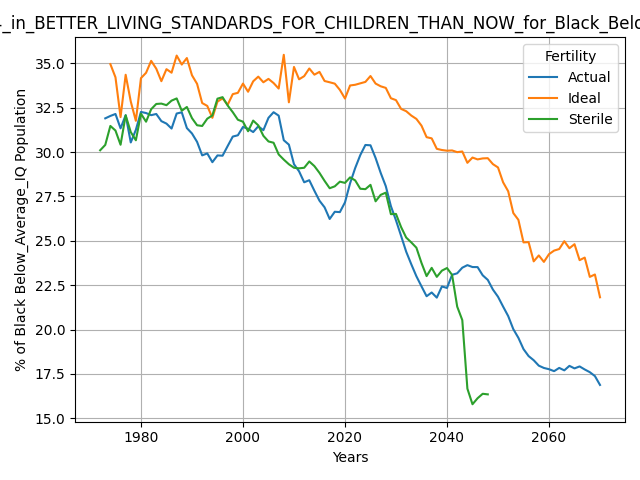 _in_BETTER_LIVING_STANDARDS_FOR_CHILDREN_THAN_NOW_for_Black_Belo
Fertility
Actual
Ideal
Sterile
% of Black Below_Average_IQ Population
35.0
32.5
30.0
27.5
25.0
22.5
20.0
17.5
15.0
1980
2000
2020
2040
2060
Years